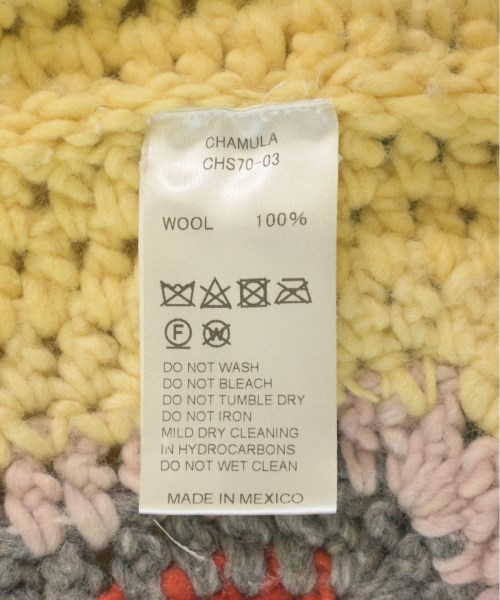 CHAMULA
CHS70-03
WOOL 100%
F W
DO NOT WASH
DO NOT BLEACH
DO NOT TUMBLE DRY
DO NOT IRON
MILD DRY CLEANING
IN HYDROCARBONS
DO NOT WET CLEAN
MADE IN MEXICO